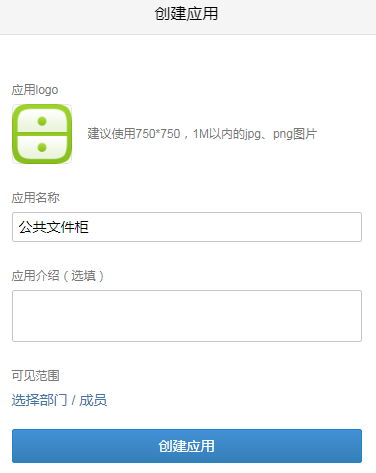 创建应用
应用logo
建议使用750*750，1M以内的jpg、png图片
应用名称
公共文件柜
应用介绍（选填）
可见范围
选择部门 / 成员
创建应用